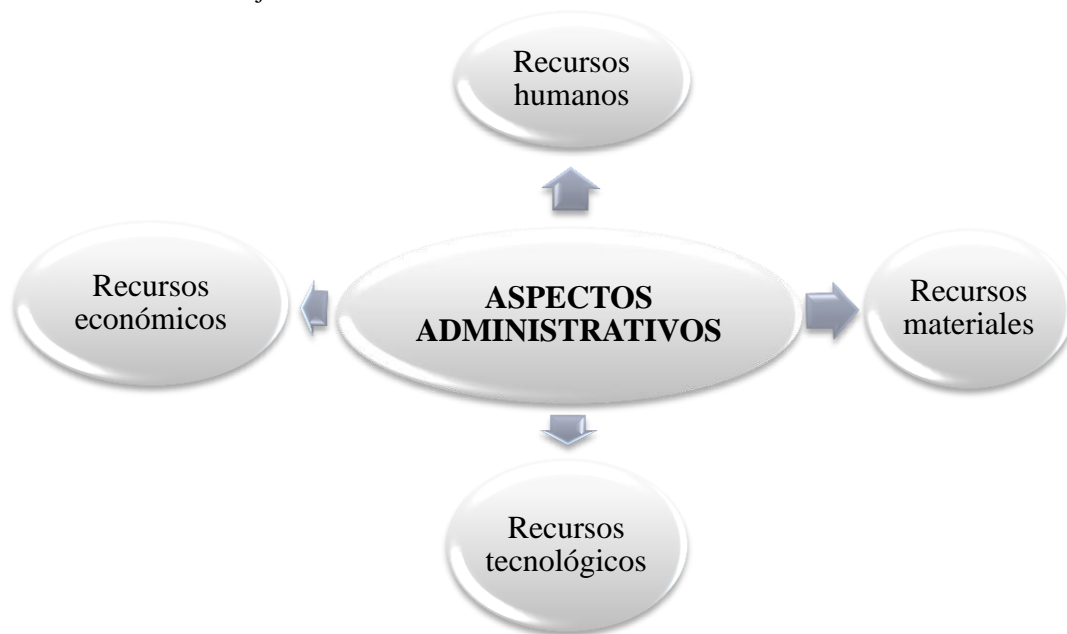 Recursos
humanos
Recursos
económicos
ASPECTOS
ADMINISTRATIVOS
Recursos
materiales
Recursos
tecnológicos